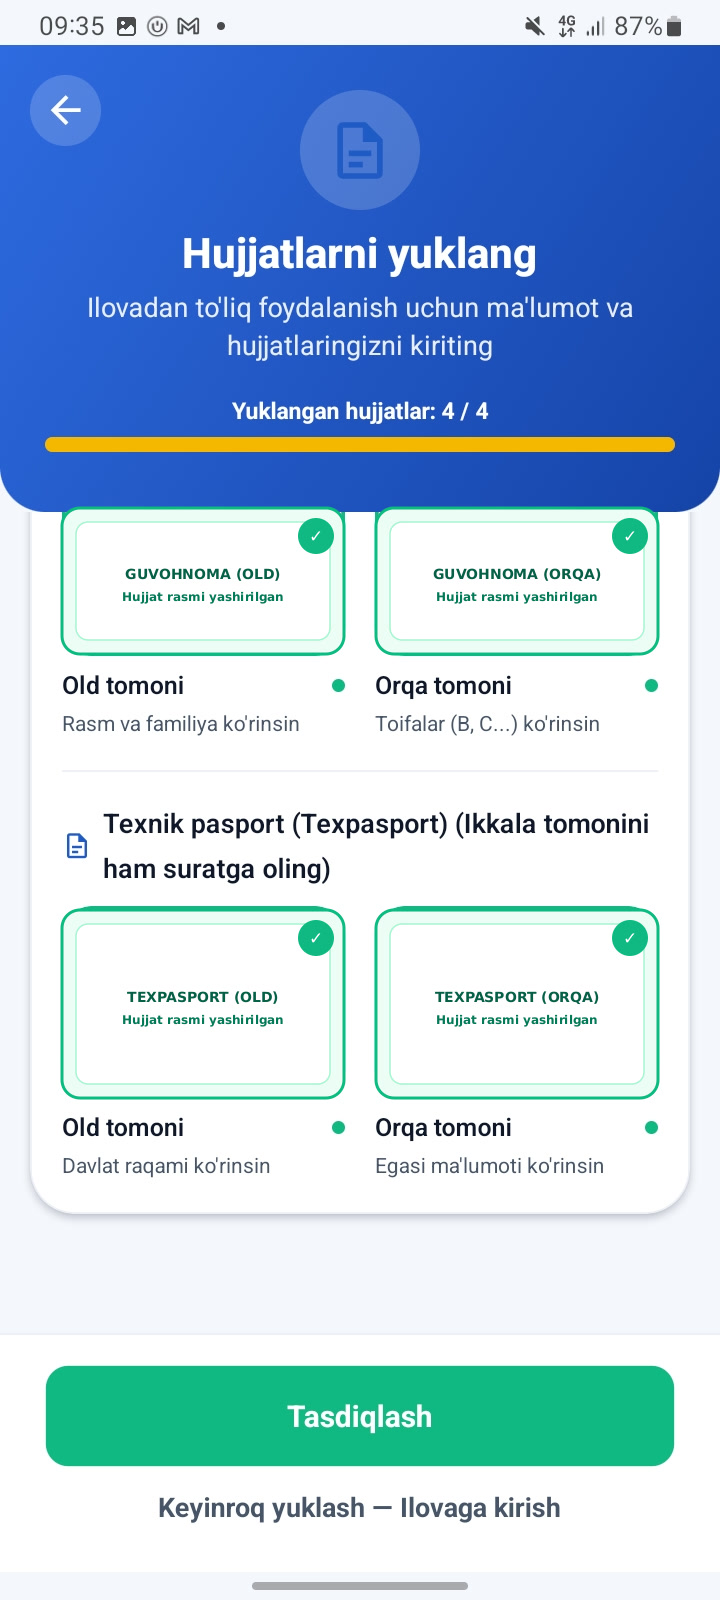 09:35
4G
87%
Hujjatlarni yuklang
Ilovadan to'liq foydalanish uchun ma'lumot va
hujjatlaringizni kiriting
Yuklangan hujjatlar: 4 / 4
GUVOHNOMA (OLD)
Hujjat rasmi yashirilgan
GUVOHNOMA (ORQA)
Hujjat rasmi yashirilgan
Old tomoni
Rasm va familiya ko'rinsin
Orqa tomoni
Toifalar (B, C...) ko'rinsin
Texnik pasport (Texpasport) (Ikkala tomonini
ham suratga oling)
TEXPASPORT (OLD)
Hujjat rasmi yashirilgan
TEXPASPORT (ORQA)
Hujjat rasmi yashirilgan
Old tomoni
Davlat raqami ko'rinsin
Orqa tomoni
Egasi ma'lumoti ko'rinsin
Tasdiqlash
Keyinroq yuklash — Ilovaga kirish